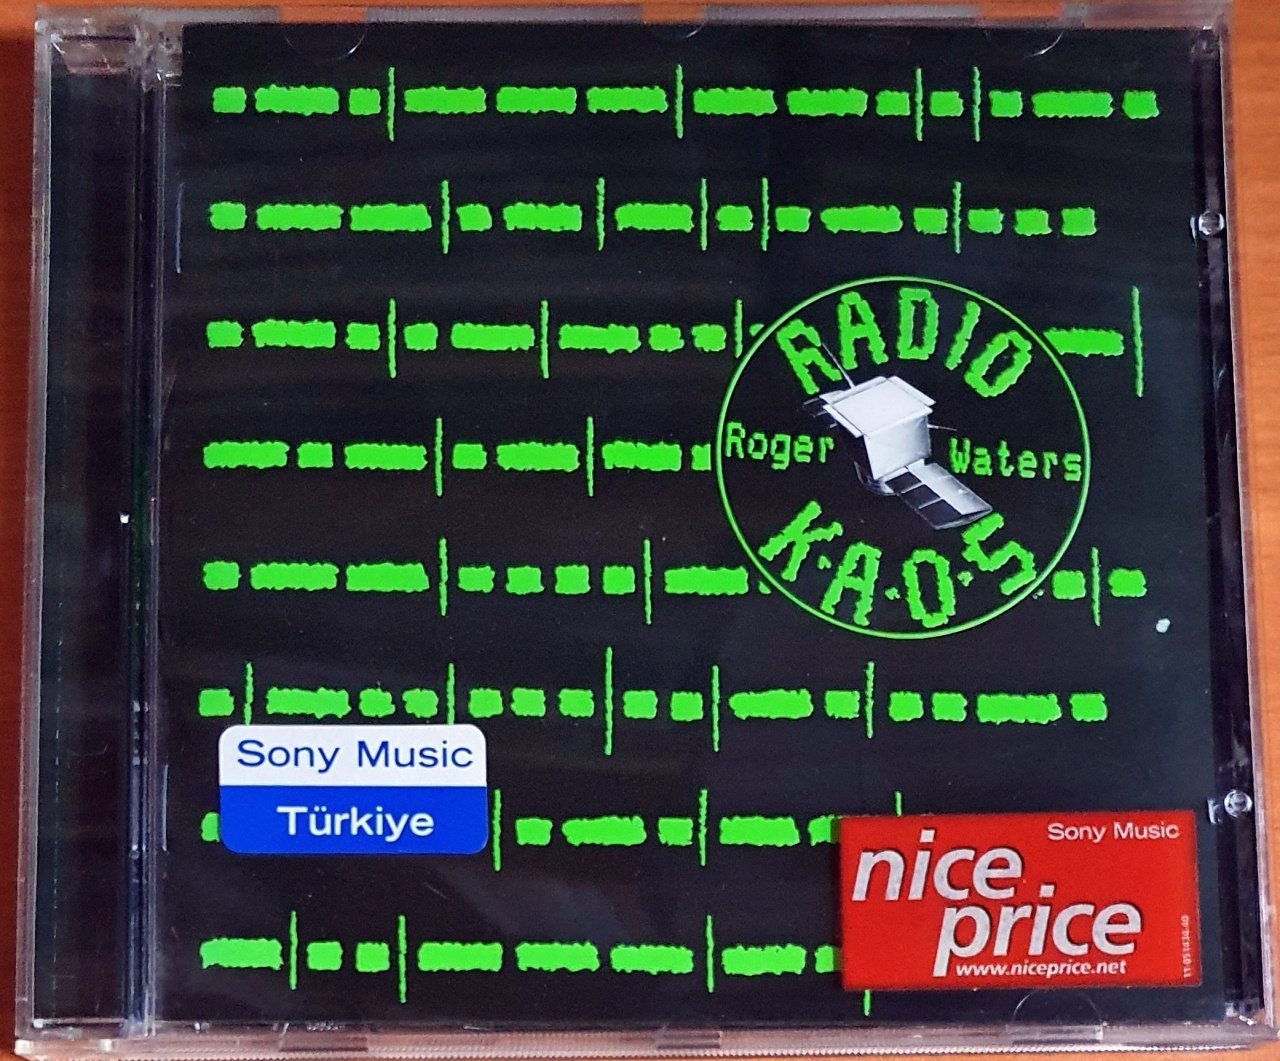 RADIO
Roger Waters
K.A.O.S
Sony Music
Türkiye
Sony Music
nice
price
www.niceprice.net